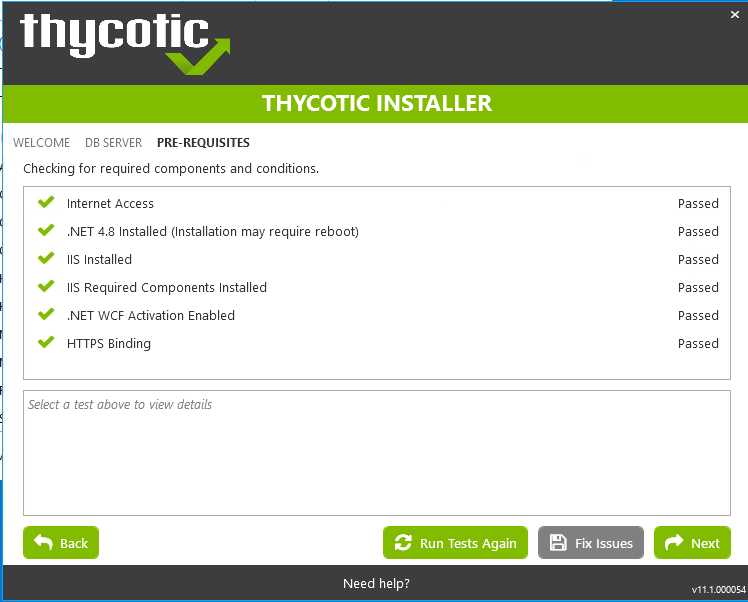 thycotic
THYCOTIC INSTALLER
WELCOME DB SERVER PRE-REQUISITES
Checking for required components and conditions.
Internet Access Passed
.NET 4.8 Installed (Installation may require reboot) Passed
IIS Installed Passed
IIS Required Components Installed Passed
.NET WCF Activation Enabled Passed
HTTPS Binding Passed
Select a test above to view details
Back Run Tests Again Fix Issues Next
Need help?
v11.1.000054